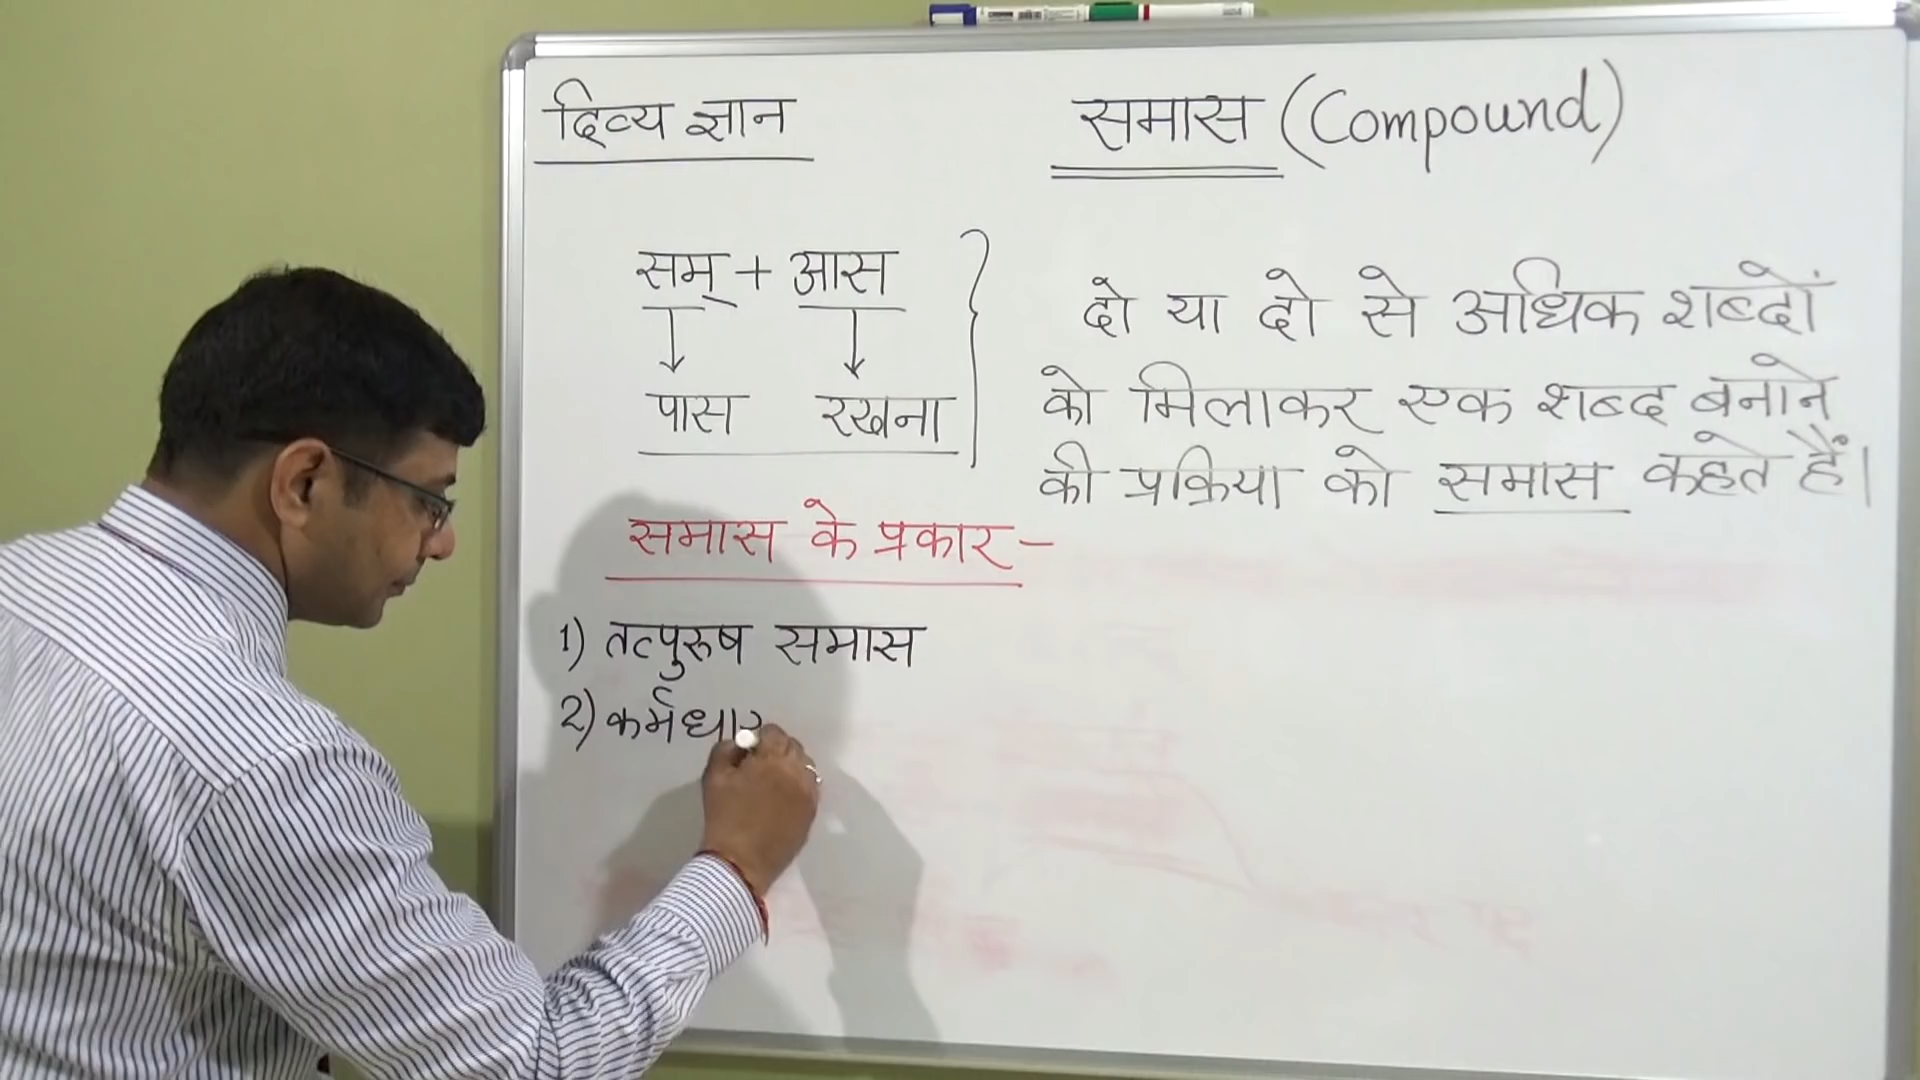 दिव्य ज्ञान
समास (Compound)
सम् + आस
पास रखना
दो या दो से अधिक शब्दों
को मिलाकर एक शब्द बनाने
की प्रक्रिया को समास कहते हैं।
समास के प्रकार -
1) तत्पुरुष समास
2) कर्मधार